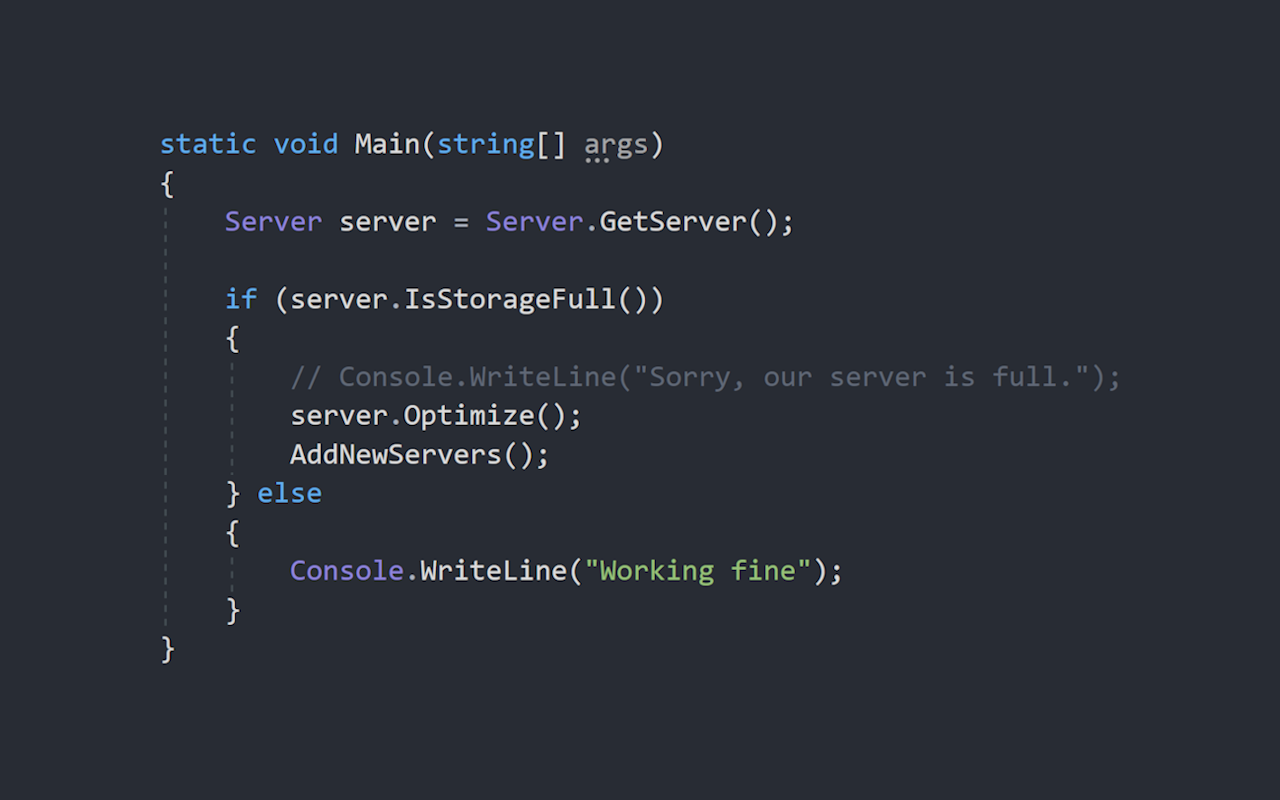 static void Main(string[] args)
{
Server server = Server.GetServer();
if (server.IsStorageFull())
{
// Console.WriteLine("Sorry, our server is full.");
server.Optimize();
AddNewServers();
} else
{
Console.WriteLine("Working fine");
}
}